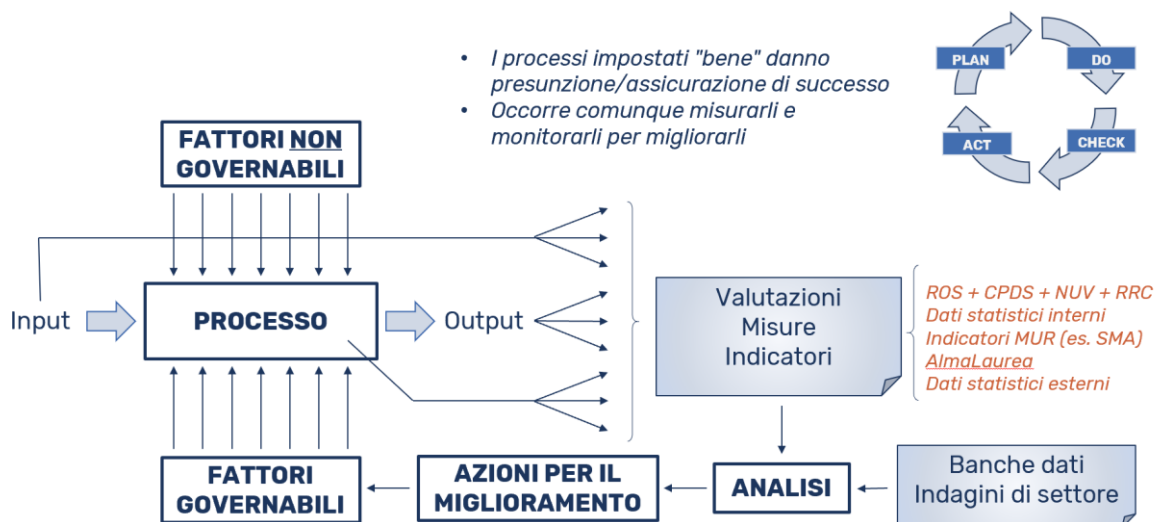 I processi impostati "bene" danno
presunzione/assicurazione di successo
Occorre comunque misurarli e
monitorarli per migliorarli
PLAN
DO
ACT
CHECK
FATTORI NON
GOVERNABILI
Input
PROCESSO
Output
Valutazioni
Misure
Indicatori
ROS + CPDS + NUV + RRC
Dati statistici interni
Indicatori MUR (es. SMA)
AlmaLaurea
Dati statistici esterni
FATTORI
GOVERNABILI
AZIONI PER IL
MIGLIORAMENTO
ANALISI
Banche dati
Indagini di settore